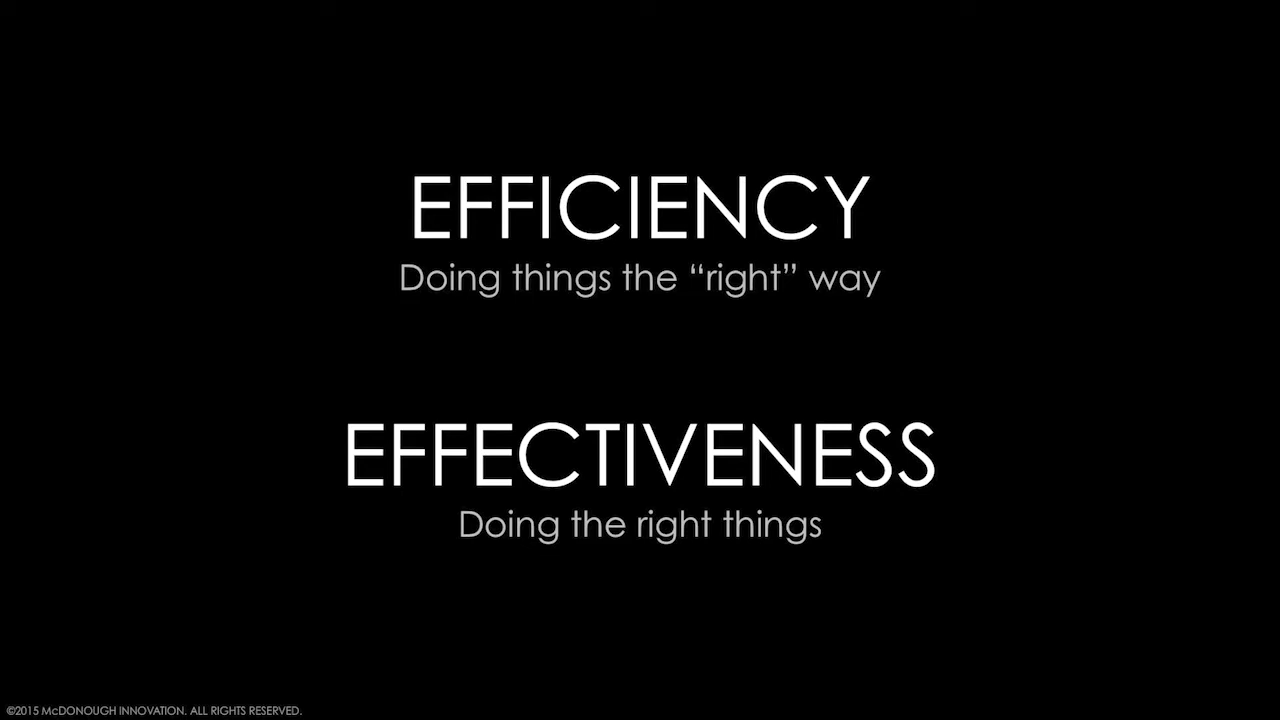 EFFICIENCY
Doing things the “right” way
EFFECTIVENESS
Doing the right things
©2015 McDONOUGH INNOVATION. ALL RIGHTS RESERVED.